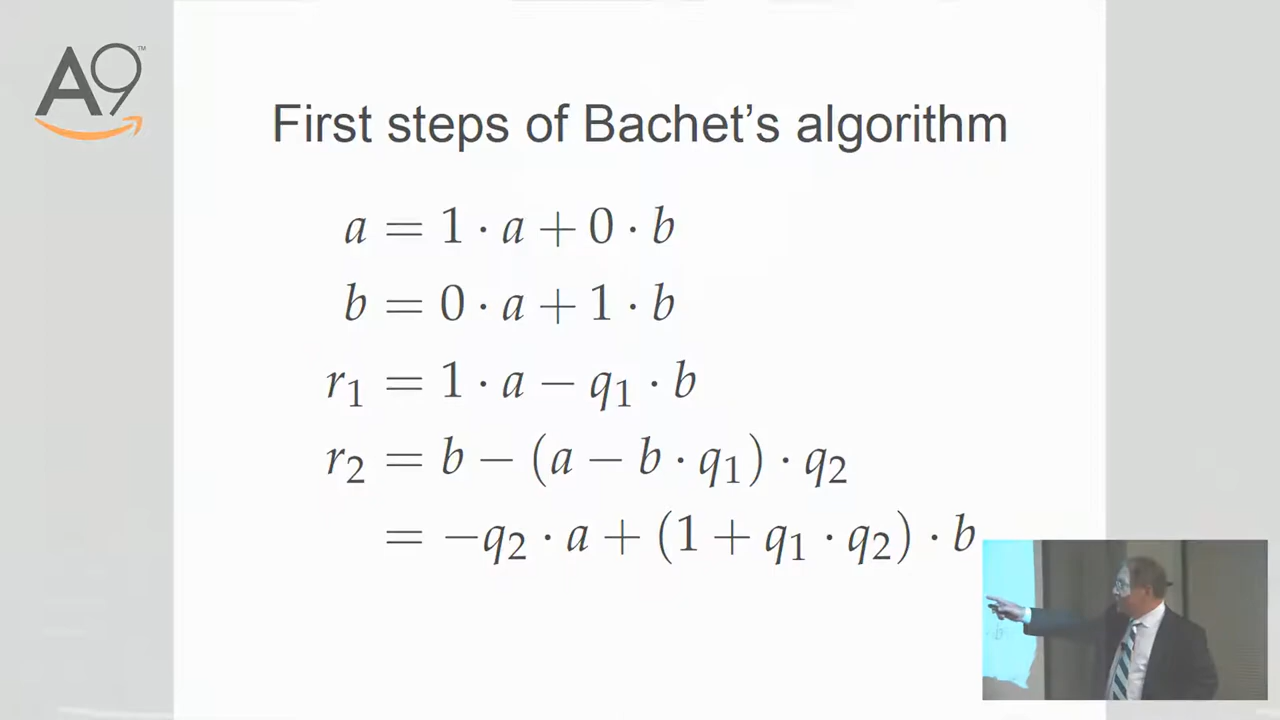 A9™
First steps of Bachet's algorithm
a = 1 · a + 0 · b
b = 0 · a + 1 · b
r₁ = 1 · a − q₁ · b
r₂ = b − (a − b · q₁) · q₂
= −q₂ · a + (1 + q₁ · q₂) · b